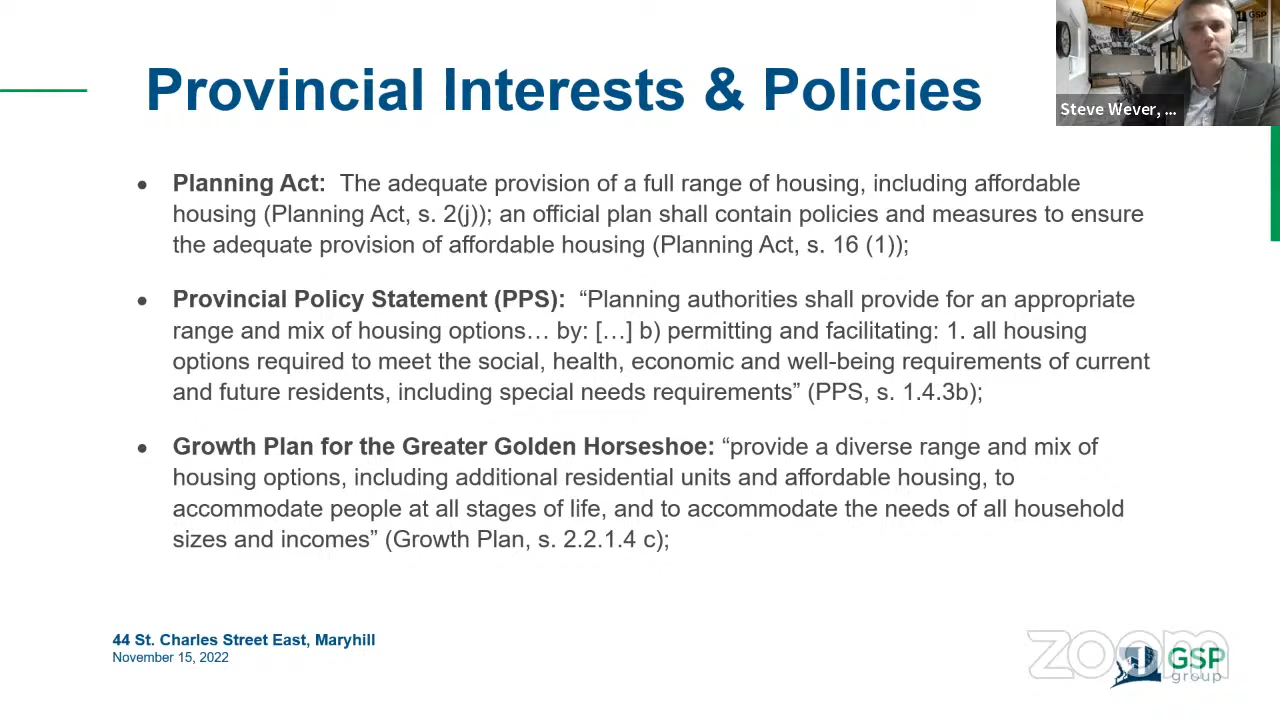 Provincial Interests & Policies
GSP
Steve Wever, ...
• Planning Act: The adequate provision of a full range of housing, including affordable
housing (Planning Act, s. 2(j)); an official plan shall contain policies and measures to ensure
the adequate provision of affordable housing (Planning Act, s. 16 (1));
• Provincial Policy Statement (PPS): “Planning authorities shall provide for an appropriate
range and mix of housing options… by: […] b) permitting and facilitating: 1. all housing
options required to meet the social, health, economic and well-being requirements of current
and future residents, including special needs requirements” (PPS, s. 1.4.3b);
• Growth Plan for the Greater Golden Horseshoe: “provide a diverse range and mix of
housing options, including additional residential units and affordable housing, to
accommodate people at all stages of life, and to accommodate the needs of all household
sizes and incomes” (Growth Plan, s. 2.2.1.4 c);
44 St. Charles Street East, Maryhill
November 15, 2022
zoom
GSP
group